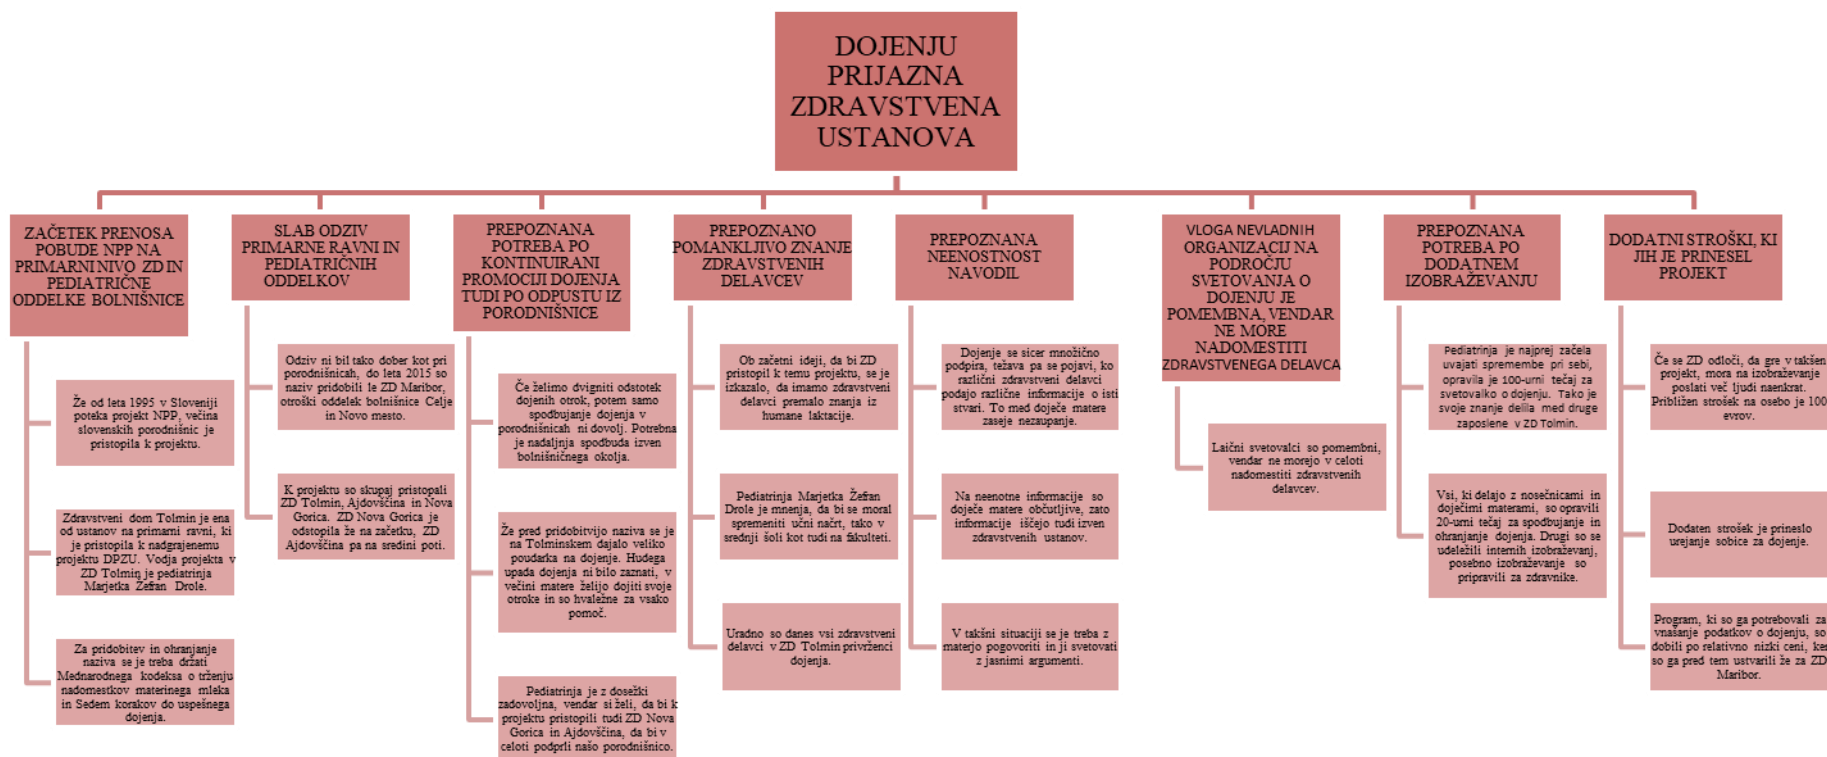 DOJENJU
PRIJAZNA
ZDRAVSTVENA
USTANOVA
ZAČETEK PRENOSA
POBUDE NPP NA
PRIMARNI NIVO ZD IN
PEDIATRIČNE
ODDELKE BOLNIŠNICE
Že od leta 1995 v Sloveniji
poteka projekt NPP, večina
slovenskih porodnišnic je
pristopila k projektu.
Zdravstveni dom Tolmin je ena
od ustanov na primarni ravni, ki
je pristopila k nadgrajenemu
projektu DPZU. Vodja projekta v
ZD Tolmin je pediatrinja
Marjetka Žefran Drole.
Za pridobitev in ohranjanje
naziva se je treba držati
Mednarodnega kodeksa o trženju
nadomestkov materinega mleka
in Sedem korakov do uspešnega
dojenja.
SLAB ODZIV
PRIMARNE RAVNI IN
PEDIATRIČNIH
ODDELKOV
Odziv ni bil tako dober kot pri
porodnišnicah, do leta 2015 so
naziv pridobili le ZD Maribor,
otroški oddelek bolnišnice Celje
in Novo mesto.
K projektu so skupaj pristopali
ZD Tolmin, Ajdovščina in Nova
Gorica. ZD Nova Gorica je
odstopila že na začetku, ZD
Ajdovščina pa na sredini poti.
PREPOZNANA
POTREBA PO
KONTINUIRANI
PROMOCIJI DOJENJA
TUDI PO ODPUSTU IZ
PORODNIŠNICE
Če želimo dvigniti odstotek
dojenih otrok, potem samo
spodbujanje dojenja v
porodnišnicah ni dovolj. Potrebna
je nadaljnja spodbuda izven
bolnišničnega okolja.
Že pred pridobitvijo naziva se je
na Tolminskem dajalo veliko
poudarka na dojenje. Hudega
upada dojenja ni bilo zaznati, v
večini matere želijo dojiti svoje
otroke in so hvaležne za vsako
pomoč.
Pediatrinja je z dosežki
zadovoljna, vendar si želi, da bi k
projektu pristopili tudi ZD Nova
Gorica in Ajdovščina, da bi v
celoti podprli našo porodnišnico.
PREPOZNANO
POMANKLJIVO ZNANJE
ZDRAVSTVENIH
DELAVCEV
Ob začetni ideji, da bi ZD
pristopil k temu projektu, se je
izkazalo, da imamo zdravstveni
delavci premalo znanja iz
humane laktacije.
Pediatrinja Marjetka Žefran
Drole je mnenja, da bi se moral
spremeniti učni načrt, tako v
srednji šoli kot tudi na fakulteti.
Uradno so danes vsi zdravstveni
delavci v ZD Tolmin privrženci
dojenja.
PREPOZNANA
NEENOSTNOST
NAVODIL
Dojenje se sicer množično
podpira, težava pa se pojavi, ko
različni zdravstveni delavci
podajo različne informacije o isti
stvari. To med doječe matere
zaseje nezaupanje.
Na neenotne informacije so
doječe matere občutljive, zato
informacije iščejo tudi izven
zdravstvenih ustanov.
V takšni situaciji se je treba z
materjo pogovoriti in ji svetovati
z jasnimi argumenti.
VLOGA NEVLADNIH
ORGANIZACIJ NA
PODROČJU
SVETOVANJA O
DOJENJU JE
POMEMBNA, VENDAR
NE MORE
NADOMESTITI
ZDRAVSTVENEGA DELAVCA
Laični svetovalci so pomembni,
vendar ne morejo v celoti
nadomestiti zdravstvenih
delavcev.
PREPOZNANA
POTREBA PO
DODATNEM
IZOBRAŽEVANJU
Pediatrinja je najprej začela
uvajati spremembe pri sebi,
opravila je 100-urni tečaj za
svetovalko o dojenju. Tako je
svoje znanje delila med druge
zaposlene v ZD Tolmin.
Vsi, ki delajo z nosečnicami in
doječimi materami, so opravili
20-urni tečaj za spodbujanje in
ohranjanje dojenja. Drugi so se
udeležili internih izobraževanj,
posebno izobraževanje so
pripravili za zdravnike.
DODATNI STROŠKI, KI
JIH JE PRINESEL
PROJEKT
Če se ZD odloči, da gre v takšen
projekt, mora na izobraževanje
poslati več ljudi naenkrat.
Približen strošek na osebo je 100
evrov.
Dodaten strošek je prineslo
urejanje sobice za dojenje.
Program, ki so ga potrebovali za
vnašanje podatkov o dojenju, so
dobili po relativno nizki ceni, ker
so ga pred tem ustvarili že za ZD
Maribor.